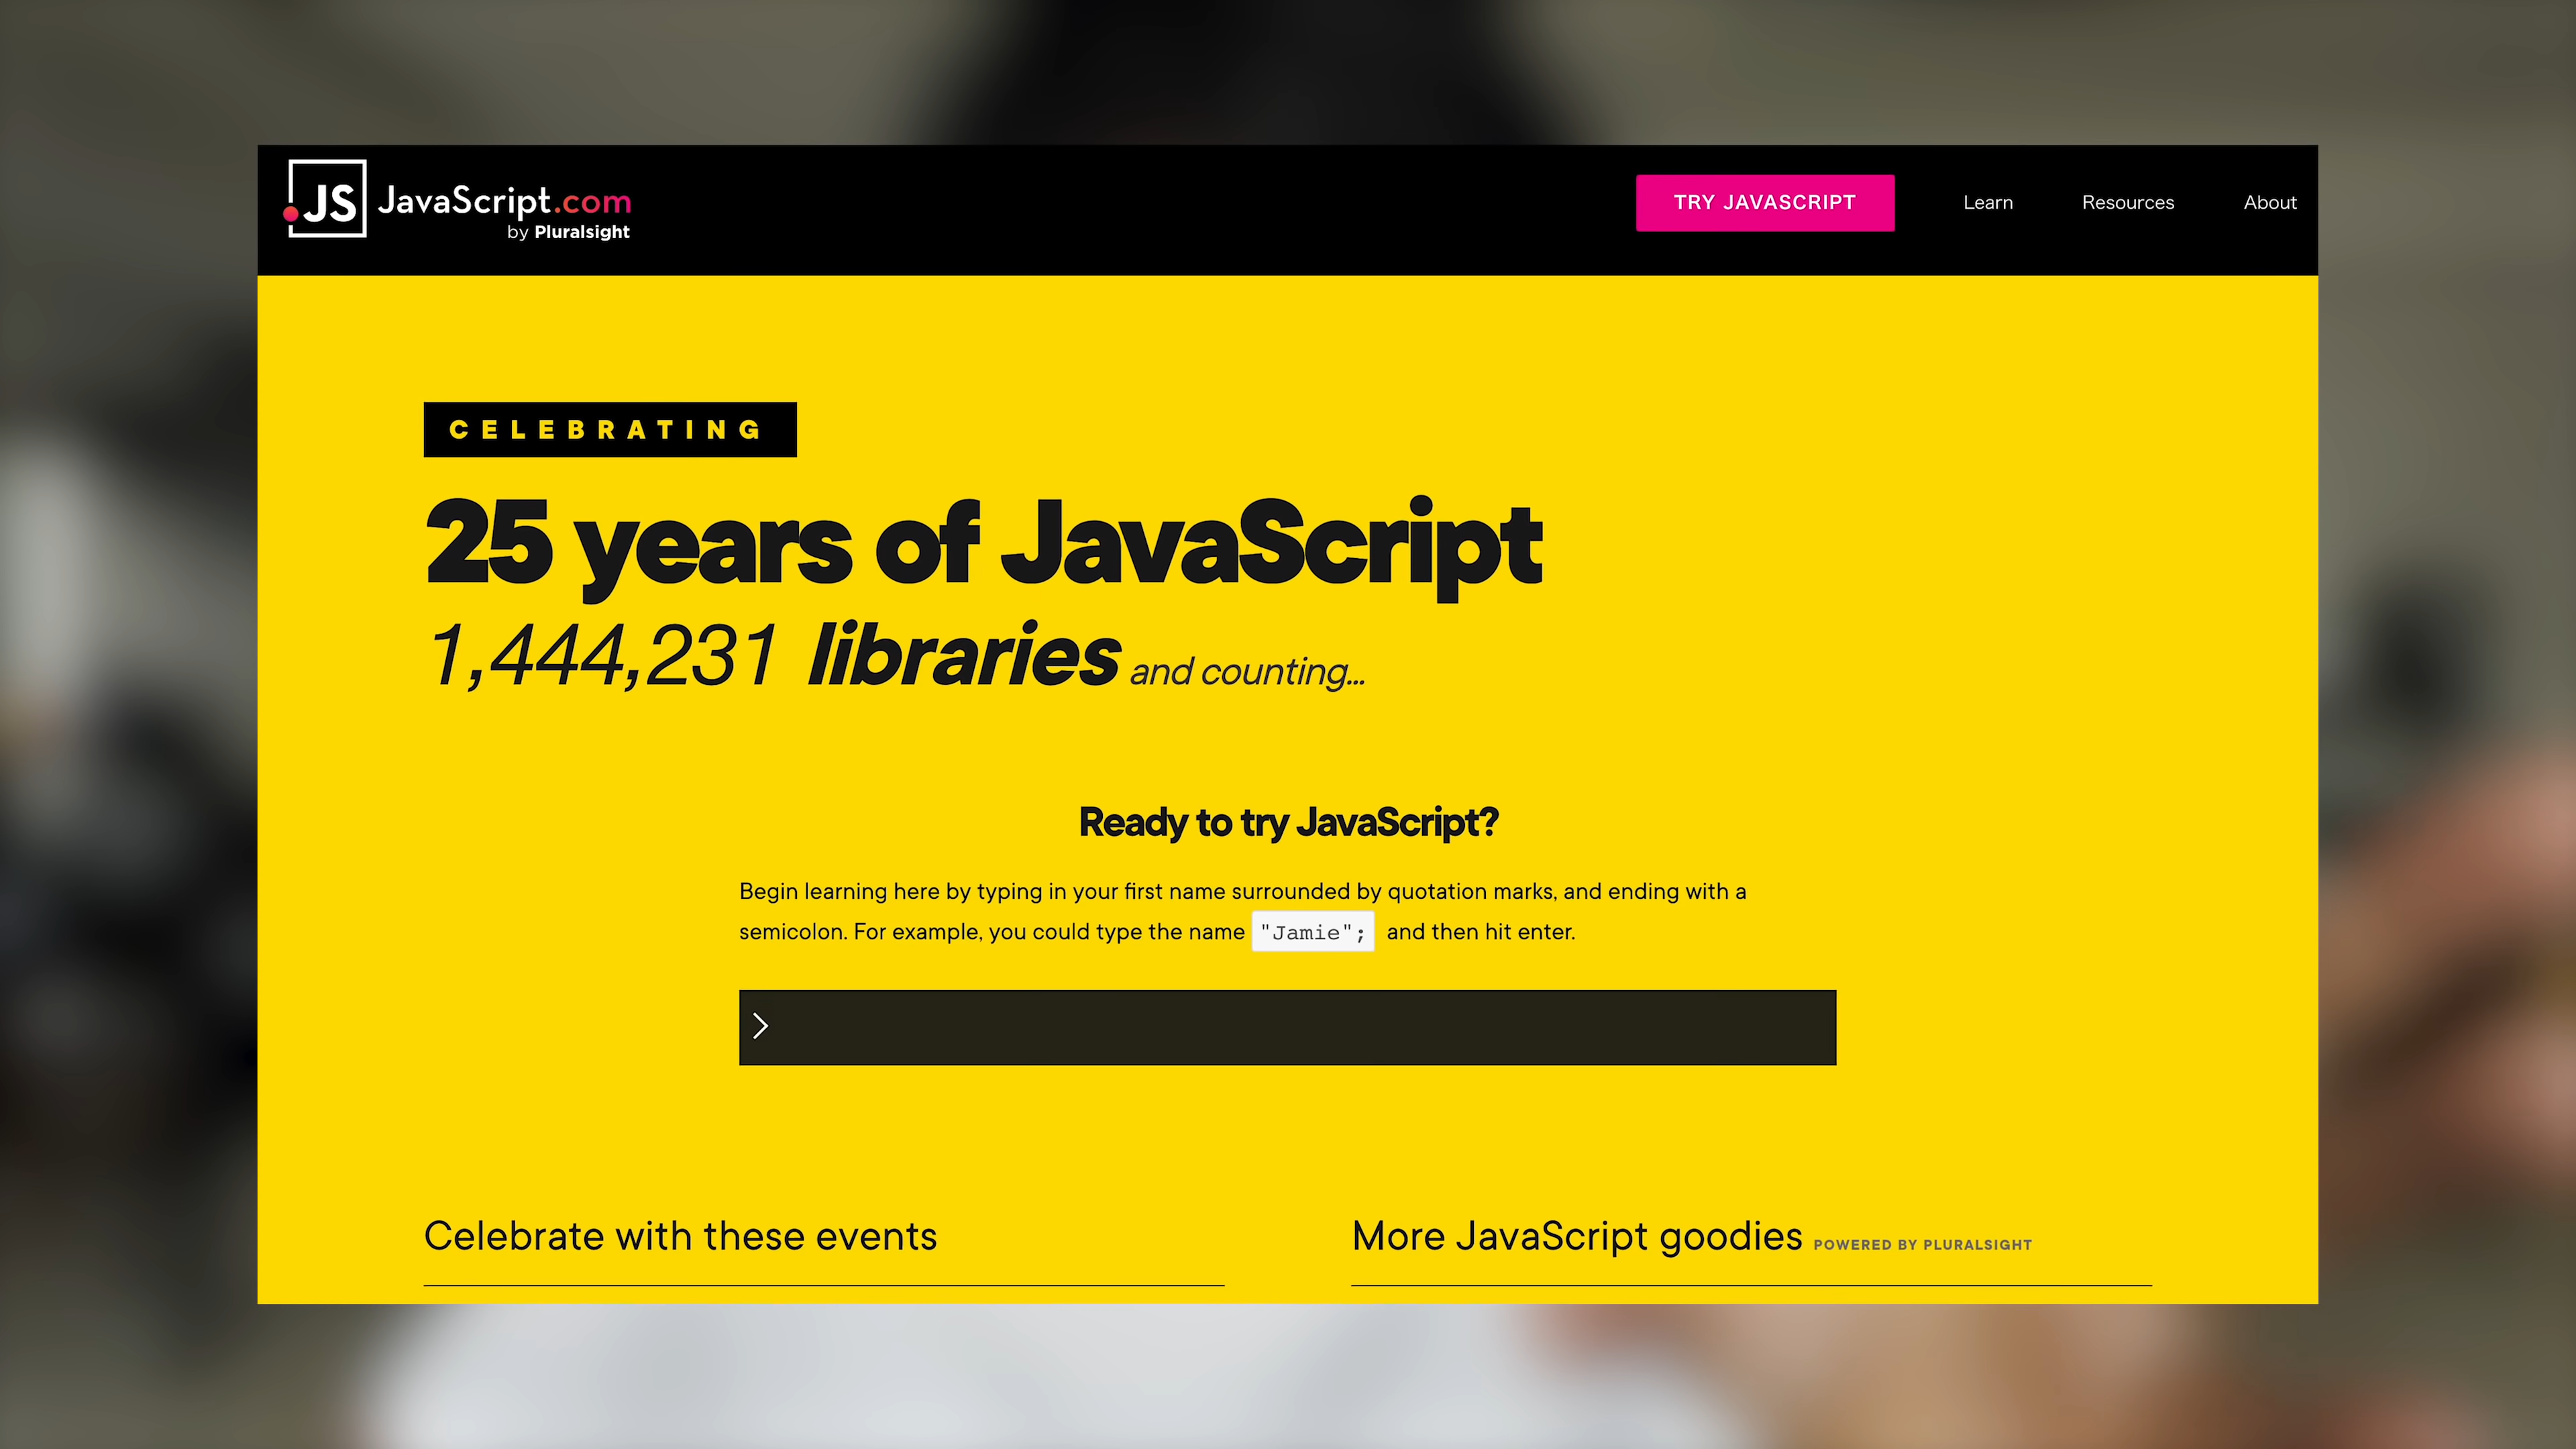 JS JavaScript.com
by Pluralsight
TRY JAVASCRIPT
Learn
Resources
About
CELEBRATING
25 years of JavaScript
1,444,231 libraries and counting...
Ready to try JavaScript?
Begin learning here by typing in your first name surrounded by quotation marks, and ending with a
semicolon. For example, you could type the name "Jamie"; and then hit enter.
>
Celebrate with these events
More JavaScript goodies POWERED BY PLURALSIGHT